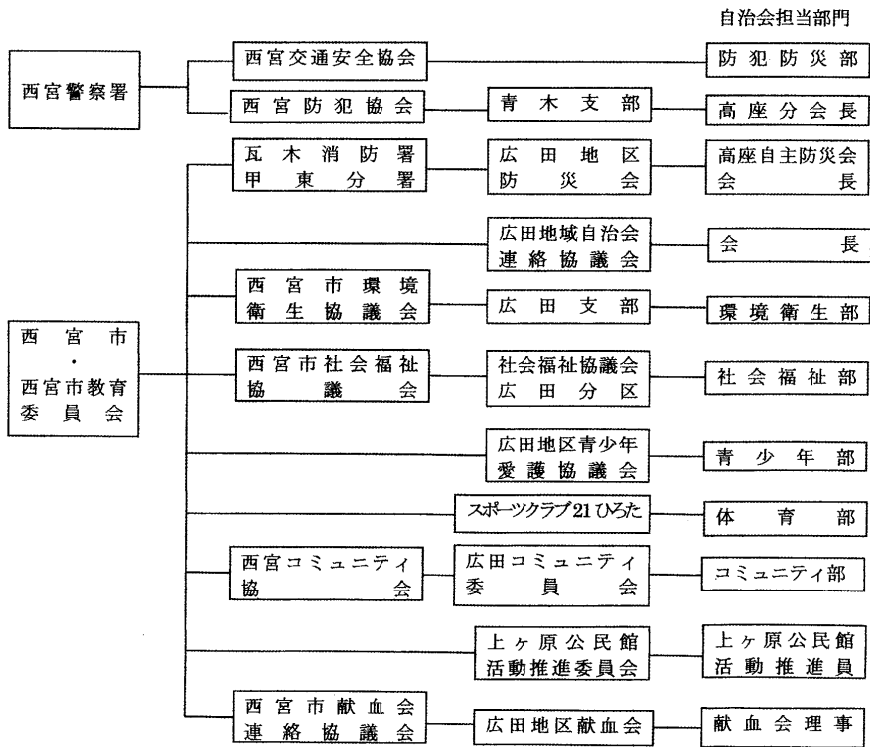 自治会担当部門
西宮警察署
西宮交通安全協会
防犯防災部
西宮防犯協会
青木支部
高座分会長
瓦木消防署
甲東分署
広田地区
防災会
高座自主防災会
会長
広田地域自治会
連絡協議会
会長
西宮市
・
西宮市教育
委員会
西宮市環境
衛生協議会
広田支部
環境衛生部
西宮市社会福祉
協議会
社会福祉協議会
広田分区
社会福祉部
広田地区青少年
愛護協議会
青少年部
スポーツクラブ21ひろた
体育部
西宮コミュニティ
協会
広田コミュニティ
委員会
コミュニティ部
上ヶ原公民館
活動推進委員会
上ヶ原公民館
活動推進員
西宮市献血会
連絡協議会
広田地区献血会
献血会理事